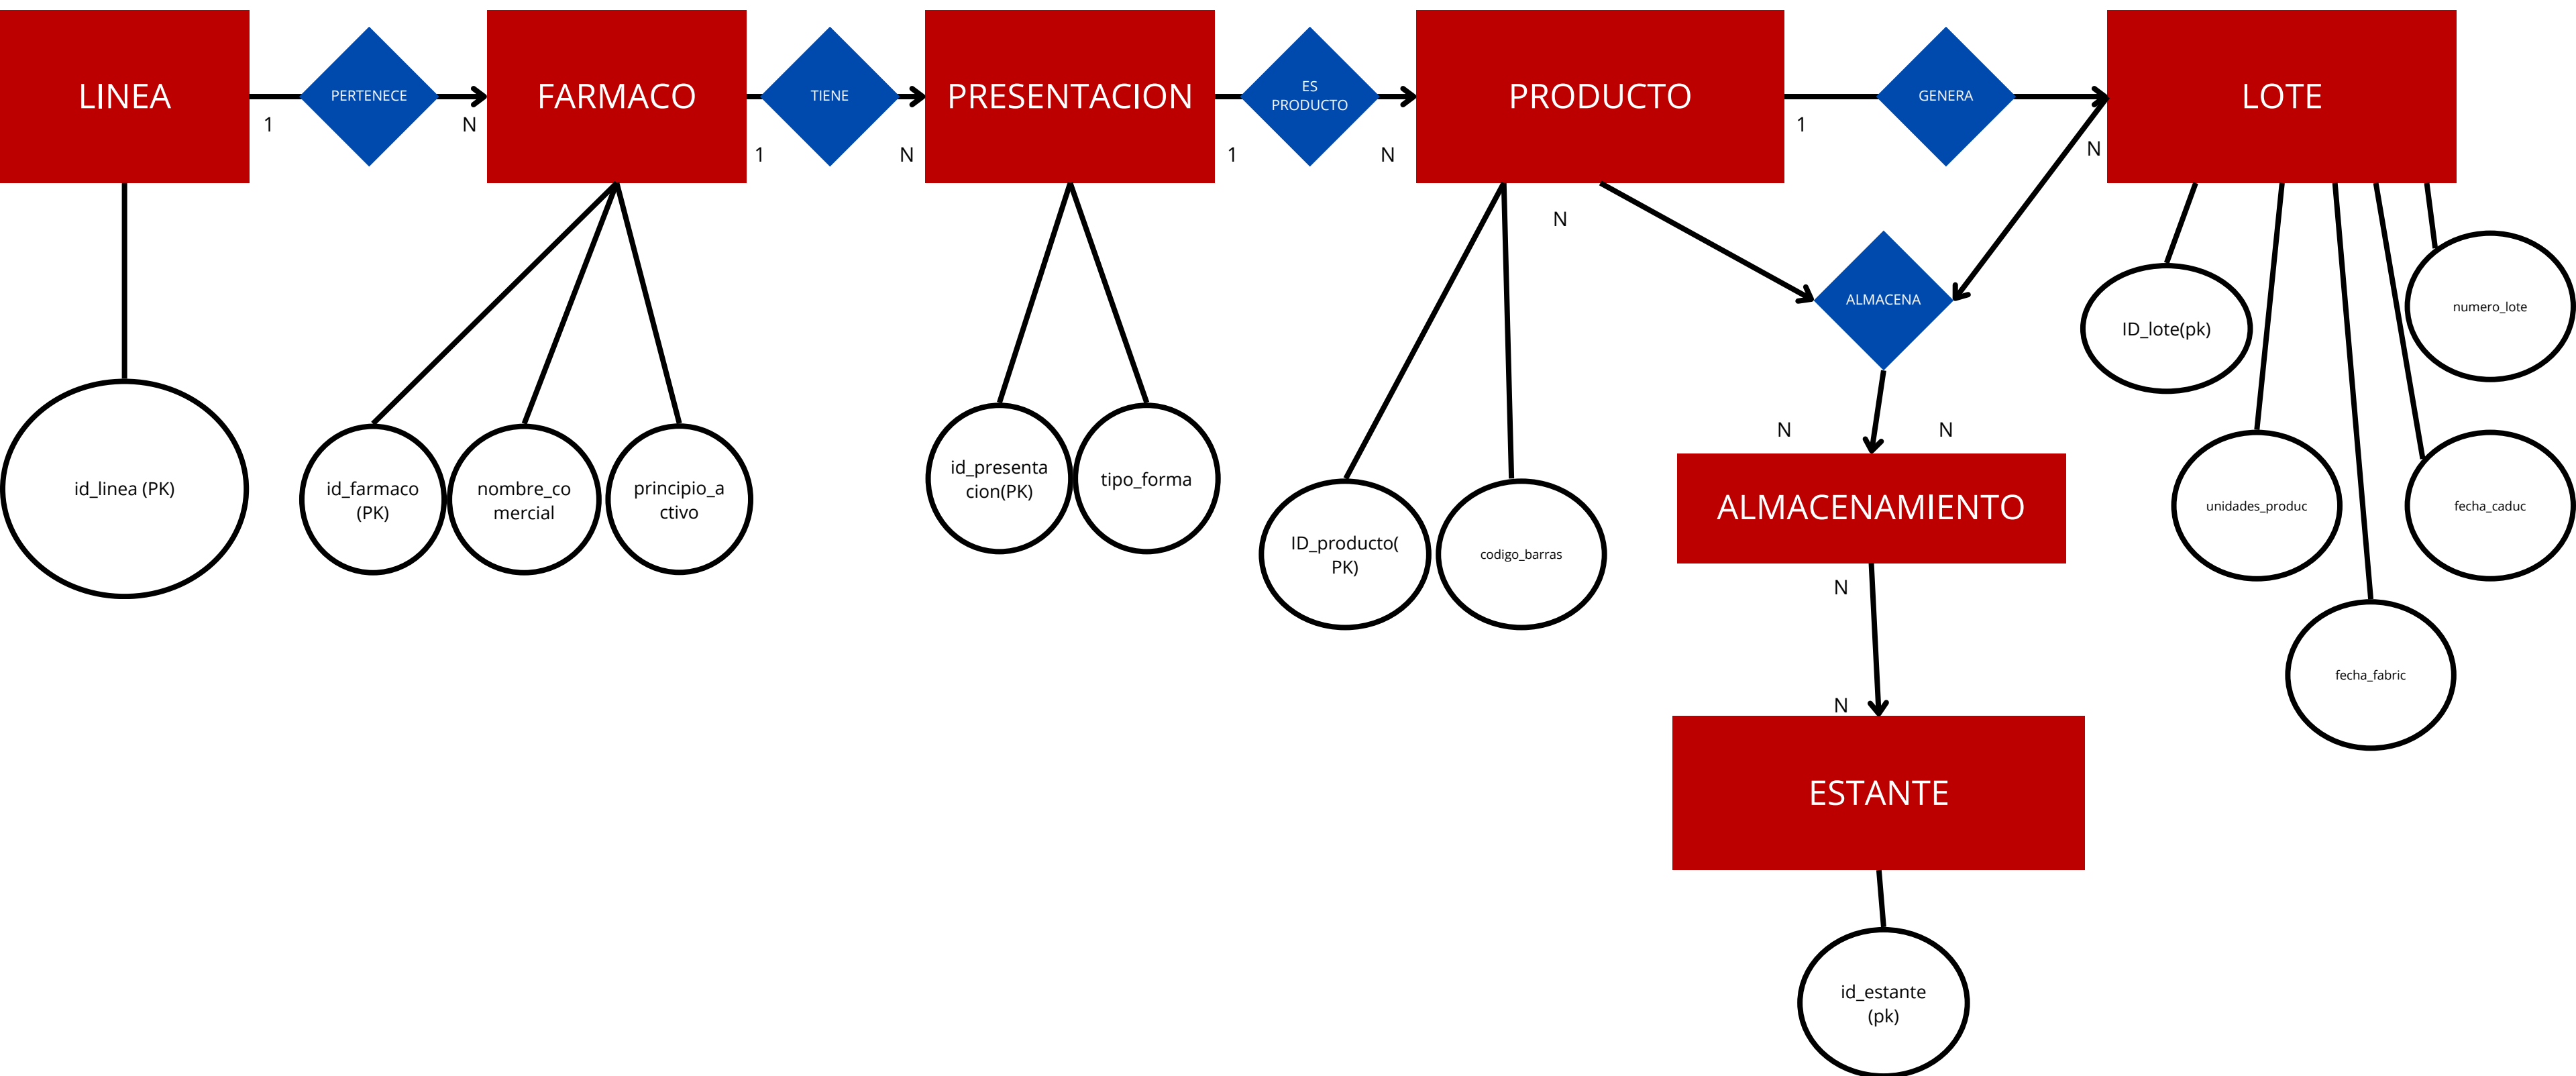 LINEA
PERTENECE
FARMACO
TIENE
PRESENTACION
ES
PRODUCTO
PRODUCTO
GENERA
LOTE
1
N
1
N
1
N
1
N
N
ALMACENA
ID_lote(pk)
numero_lote
N
N
id_linea (PK)
id_farmaco
(PK)
nombre_co
mercial
principio_a
ctivo
id_presenta
cion(PK)
tipo_forma
ID_producto(
PK)
codigo_barras
ALMACENAMIENTO
unidades_produc
fecha_caduc
N
fecha_fabric
N
ESTANTE
id_estante
(pk)